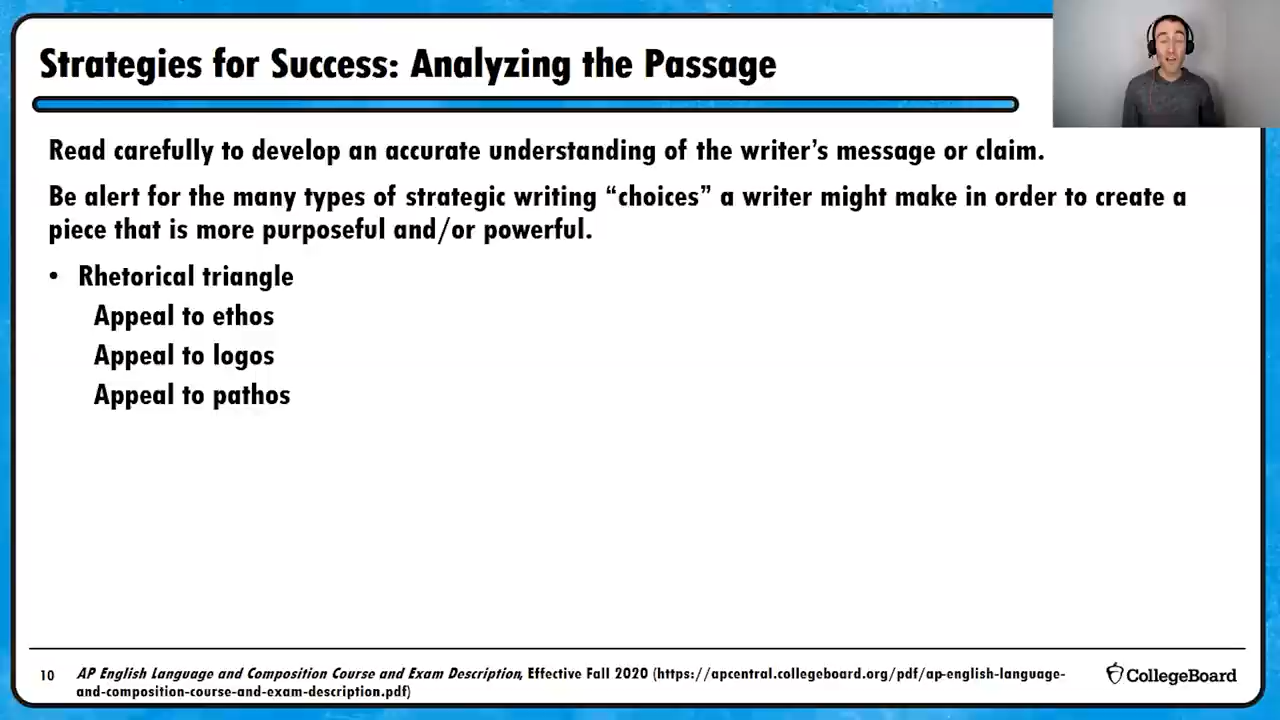 Strategies for Success: Analyzing the Passage
Read carefully to develop an accurate understanding of the writer's message or claim.
Be alert for the many types of strategic writing “choices” a writer might make in order to create a
piece that is more purposeful and/or powerful.
• Rhetorical triangle
Appeal to ethos
Appeal to logos
Appeal to pathos
10 AP English Language and Composition Course and Exam Description, Effective Fall 2020 (https://apcentral.collegeboard.org/pdf/ap-english-language-
and-composition-course-and-exam-description.pdf)
CollegeBoard